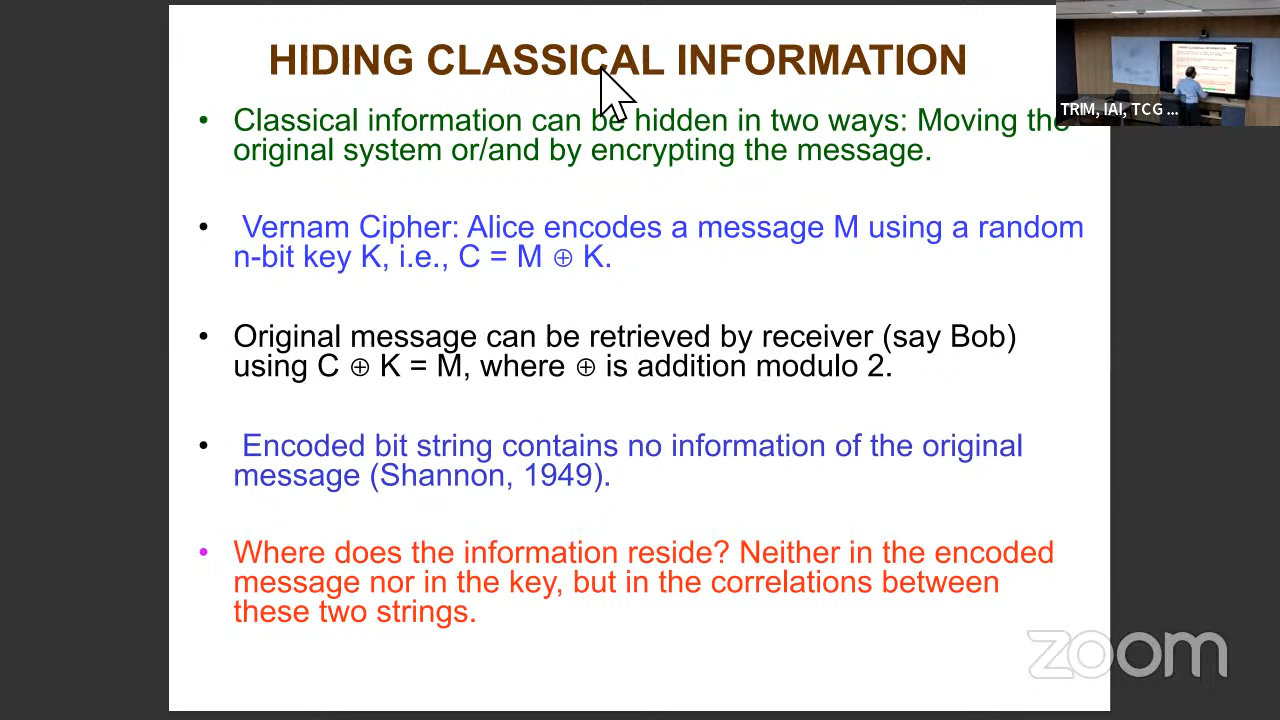 HIDING CLASSICAL INFORMATION
• Classical information can be hidden in two ways: Moving the
original system or/and by encrypting the message.
• Vernam Cipher: Alice encodes a message M using a random
n-bit key K, i.e., C = M ⊕ K.
• Original message can be retrieved by receiver (say Bob)
using C ⊕ K = M, where ⊕ is addition modulo 2.
• Encoded bit string contains no information of the original
message (Shannon, 1949).
• Where does the information reside? Neither in the encoded
message nor in the key, but in the correlations between
these two strings.
TRIM, IAI, TCG ...
zoom